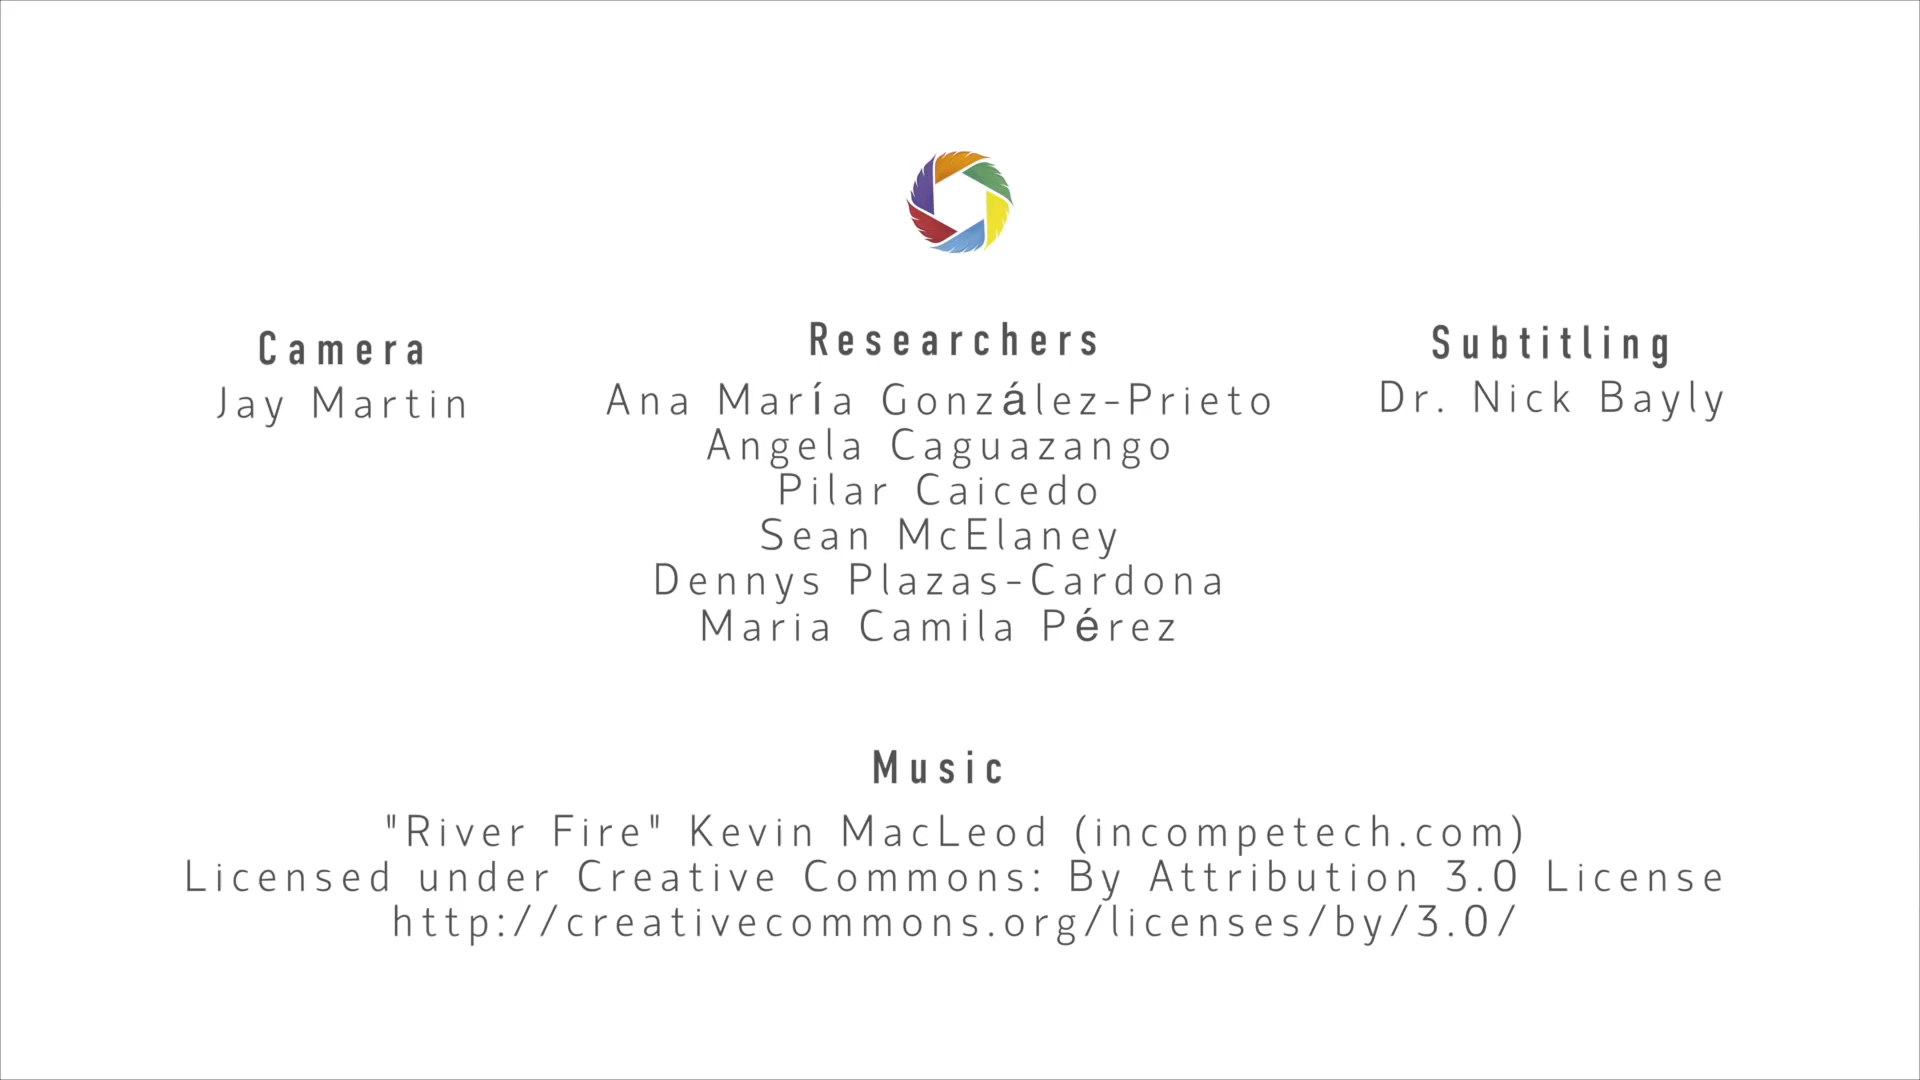 Camera
Jay Martin
Researchers
Ana María González-Prieto
Angela Caguazango
Pilar Caicedo
Sean McElaney
Dennys Plazas-Cardona
Maria Camila Pérez
Subtitling
Dr. Nick Bayly
Music
"River Fire" Kevin MacLeod (incompetech.com)
Licensed under Creative Commons: By Attribution 3.0 License
http://creativecommons.org/licenses/by/3.0/